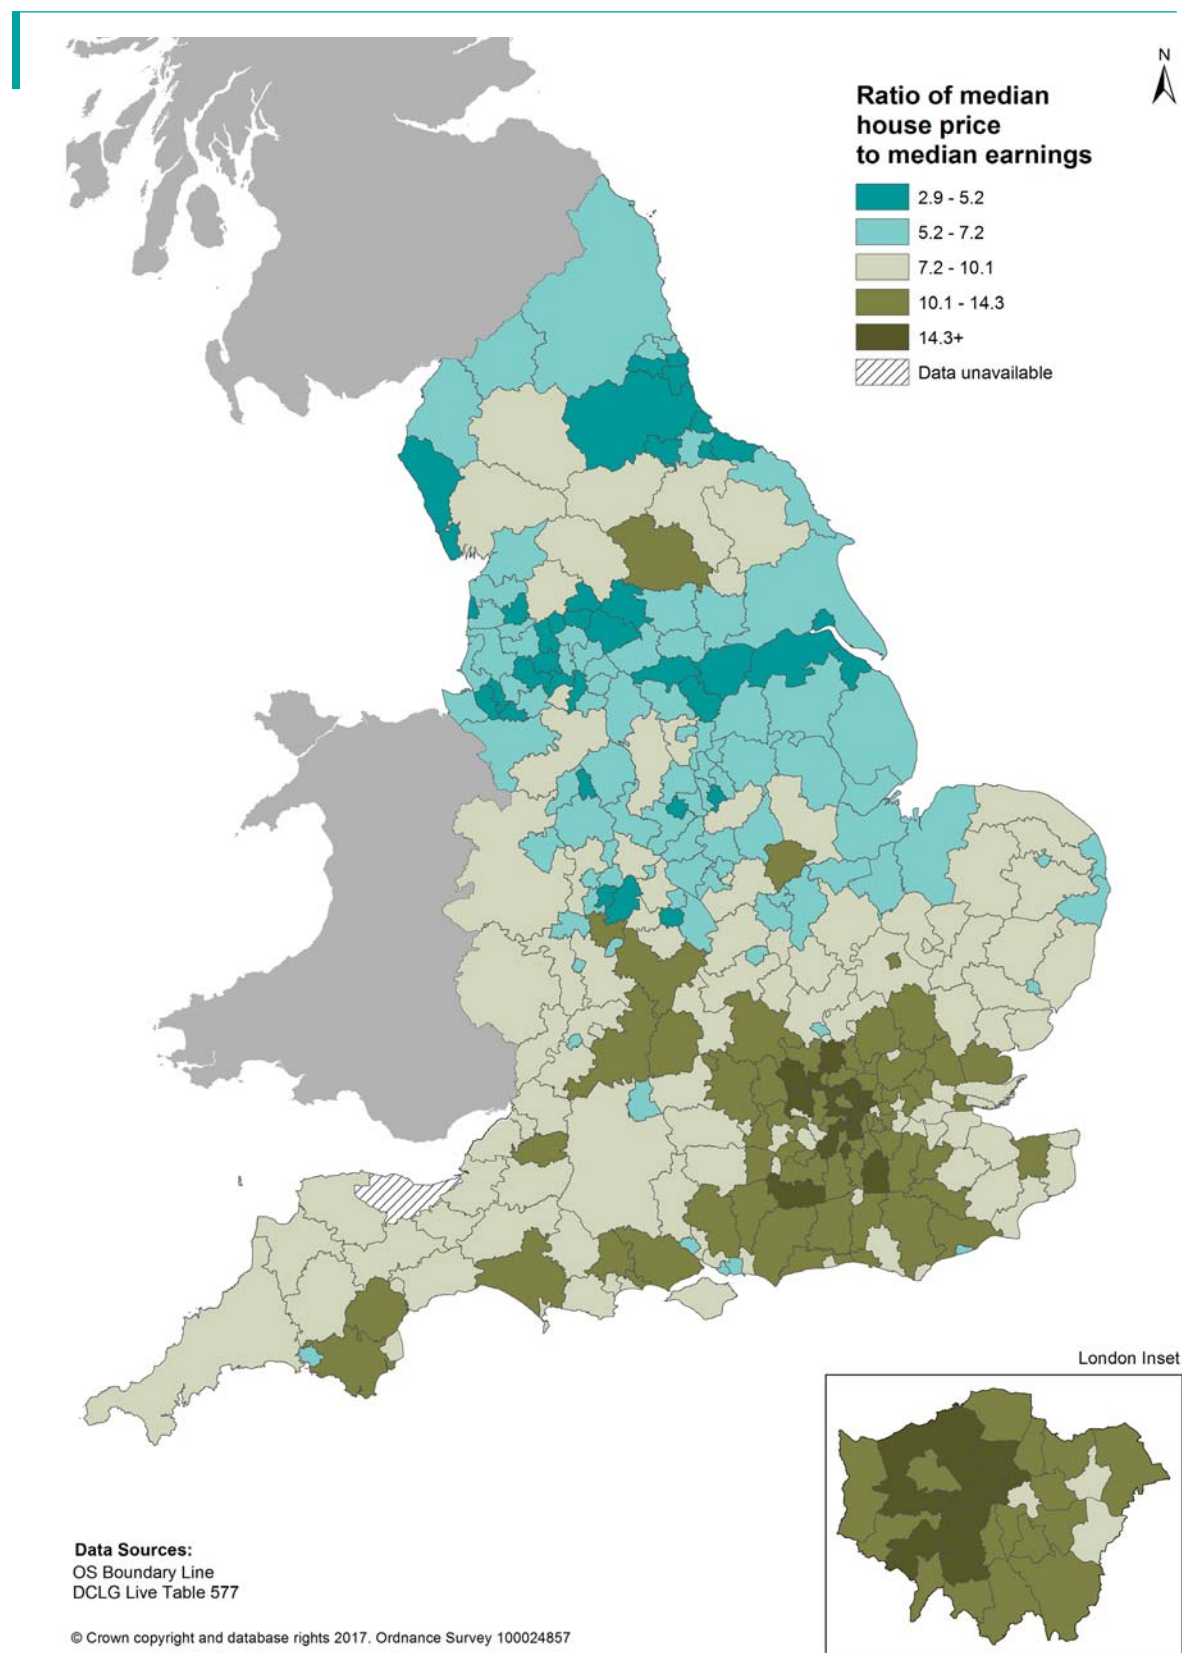 N
Ratio of median
house price
to median earnings
2.9 - 5.2
5.2 - 7.2
7.2 - 10.1
10.1 - 14.3
14.3+
Data unavailable
London Inset
Data Sources:
OS Boundary Line
DCLG Live Table 577
© Crown copyright and database rights 2017. Ordnance Survey 100024857